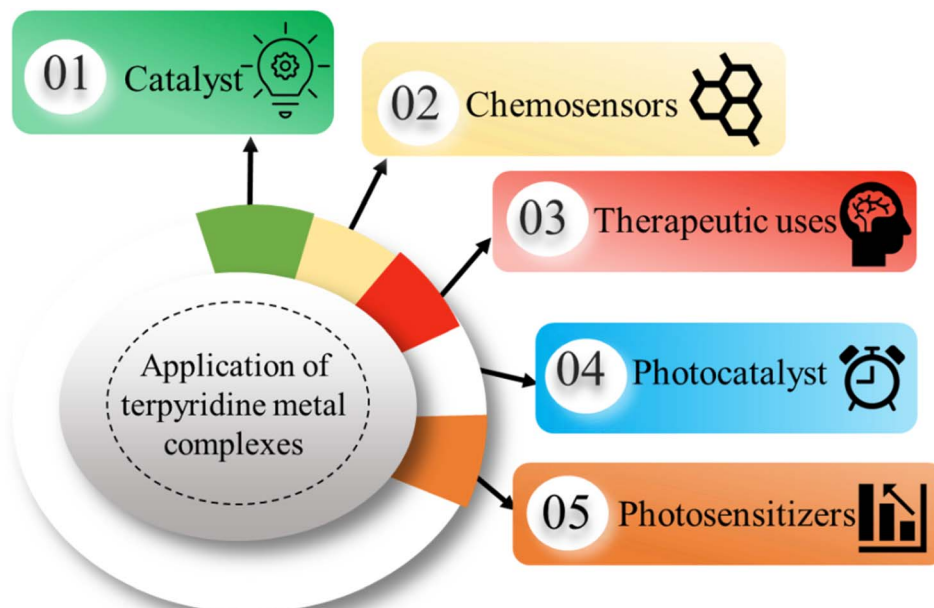 01 Catalyst
02 Chemosensors
03 Therapeutic uses
04 Photocatalyst
05 Photosensitizers
Application of
terpyridine metal
complexes